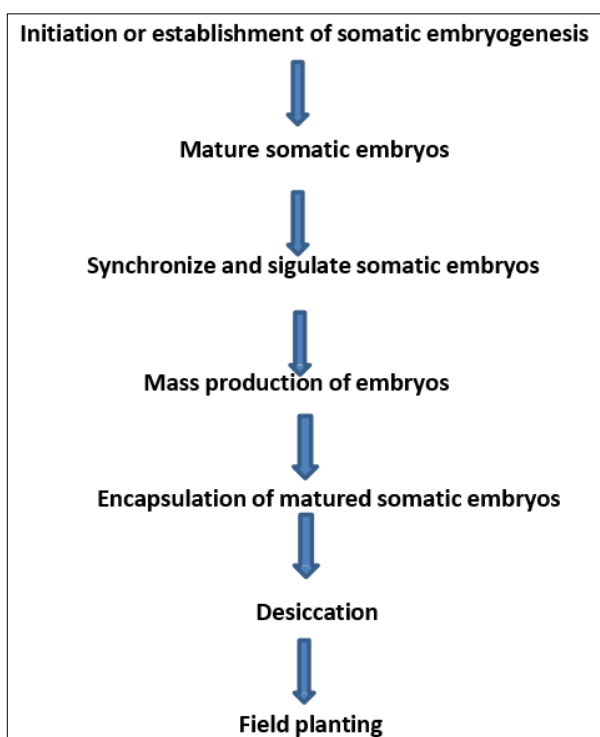 Initiation or establishment of somatic embryogenesis
Mature somatic embryos
Synchronize and sigulate somatic embryos
Mass production of embryos
Encapsulation of matured somatic embryos
Desiccation
Field planting